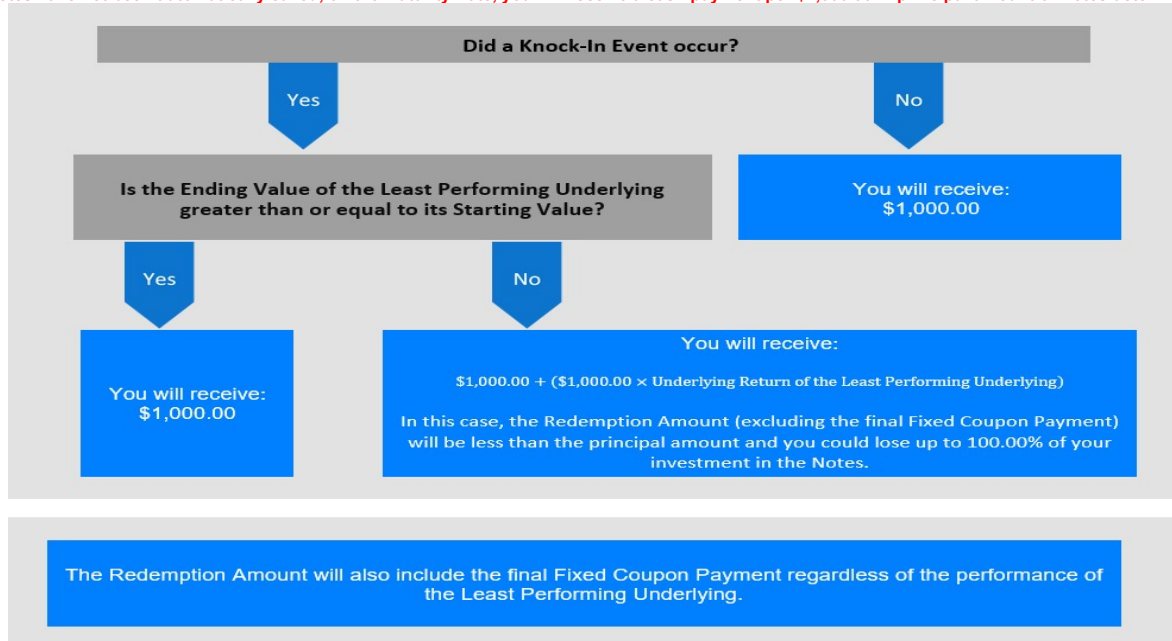 Did a Knock-In Event occur?
Yes
No
Is the Ending Value of the Least Performing Underlying
greater than or equal to its Starting Value?
You will receive:
$1,000.00
Yes
No
You will receive:
$1,000.00
You will receive:
$1,000.00 + ($1,000.00 × Underlying Return of the Least Performing Underlying)
In this case, the Redemption Amount (excluding the final Fixed Coupon Payment)
will be less than the principal amount and you could lose up to 100.00% of your
investment in the Notes.
The Redemption Amount will also include the final Fixed Coupon Payment regardless of the performance of
the Least Performing Underlying.